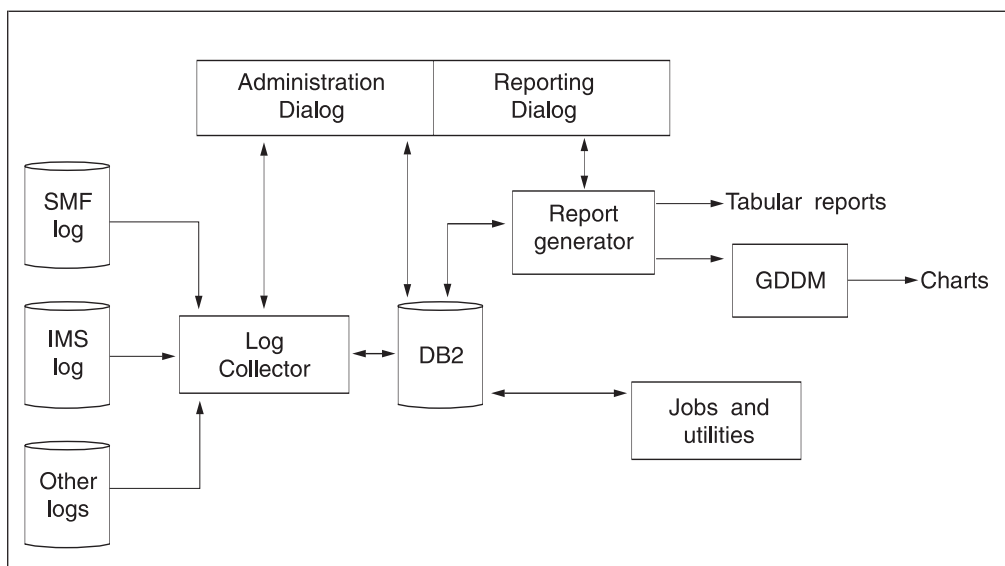 Administration
Dialog
Reporting
Dialog
SMF
log
Report
generator
Tabular reports
GDDM
Charts
IMS
log
Log
Collector
DB2
Jobs and
utilities
Other
logs